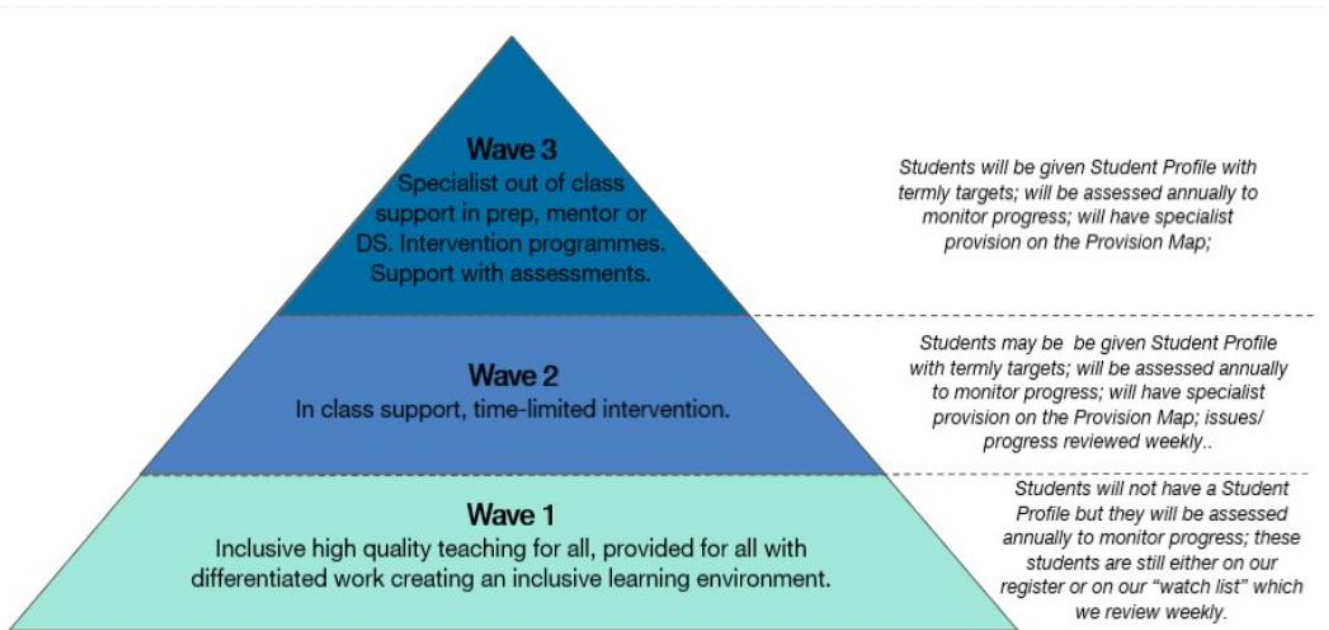 Wave 3
Specialist out of class
support in prep, mentor or
DS. Intervention programmes.
Support with assessments.
Students will be given Student Profile with
termly targets; will be assessed annually to
monitor progress; will have specialist
provision on the Provision Map;
Wave 2
In class support, time-limited intervention.
Students may be  be given Student Profile
with termly targets; will be assessed annually
to monitor progress; will have specialist
provision on the Provision Map; issues/
progress reviewed weekly..
Wave 1
Inclusive high quality teaching for all, provided for all with
differentiated work creating an inclusive learning environment.
Students will not have a Student
Profile but they will be assessed
annually to monitor progress; these
students are still either on our
register or on our “watch list” which
we review weekly.